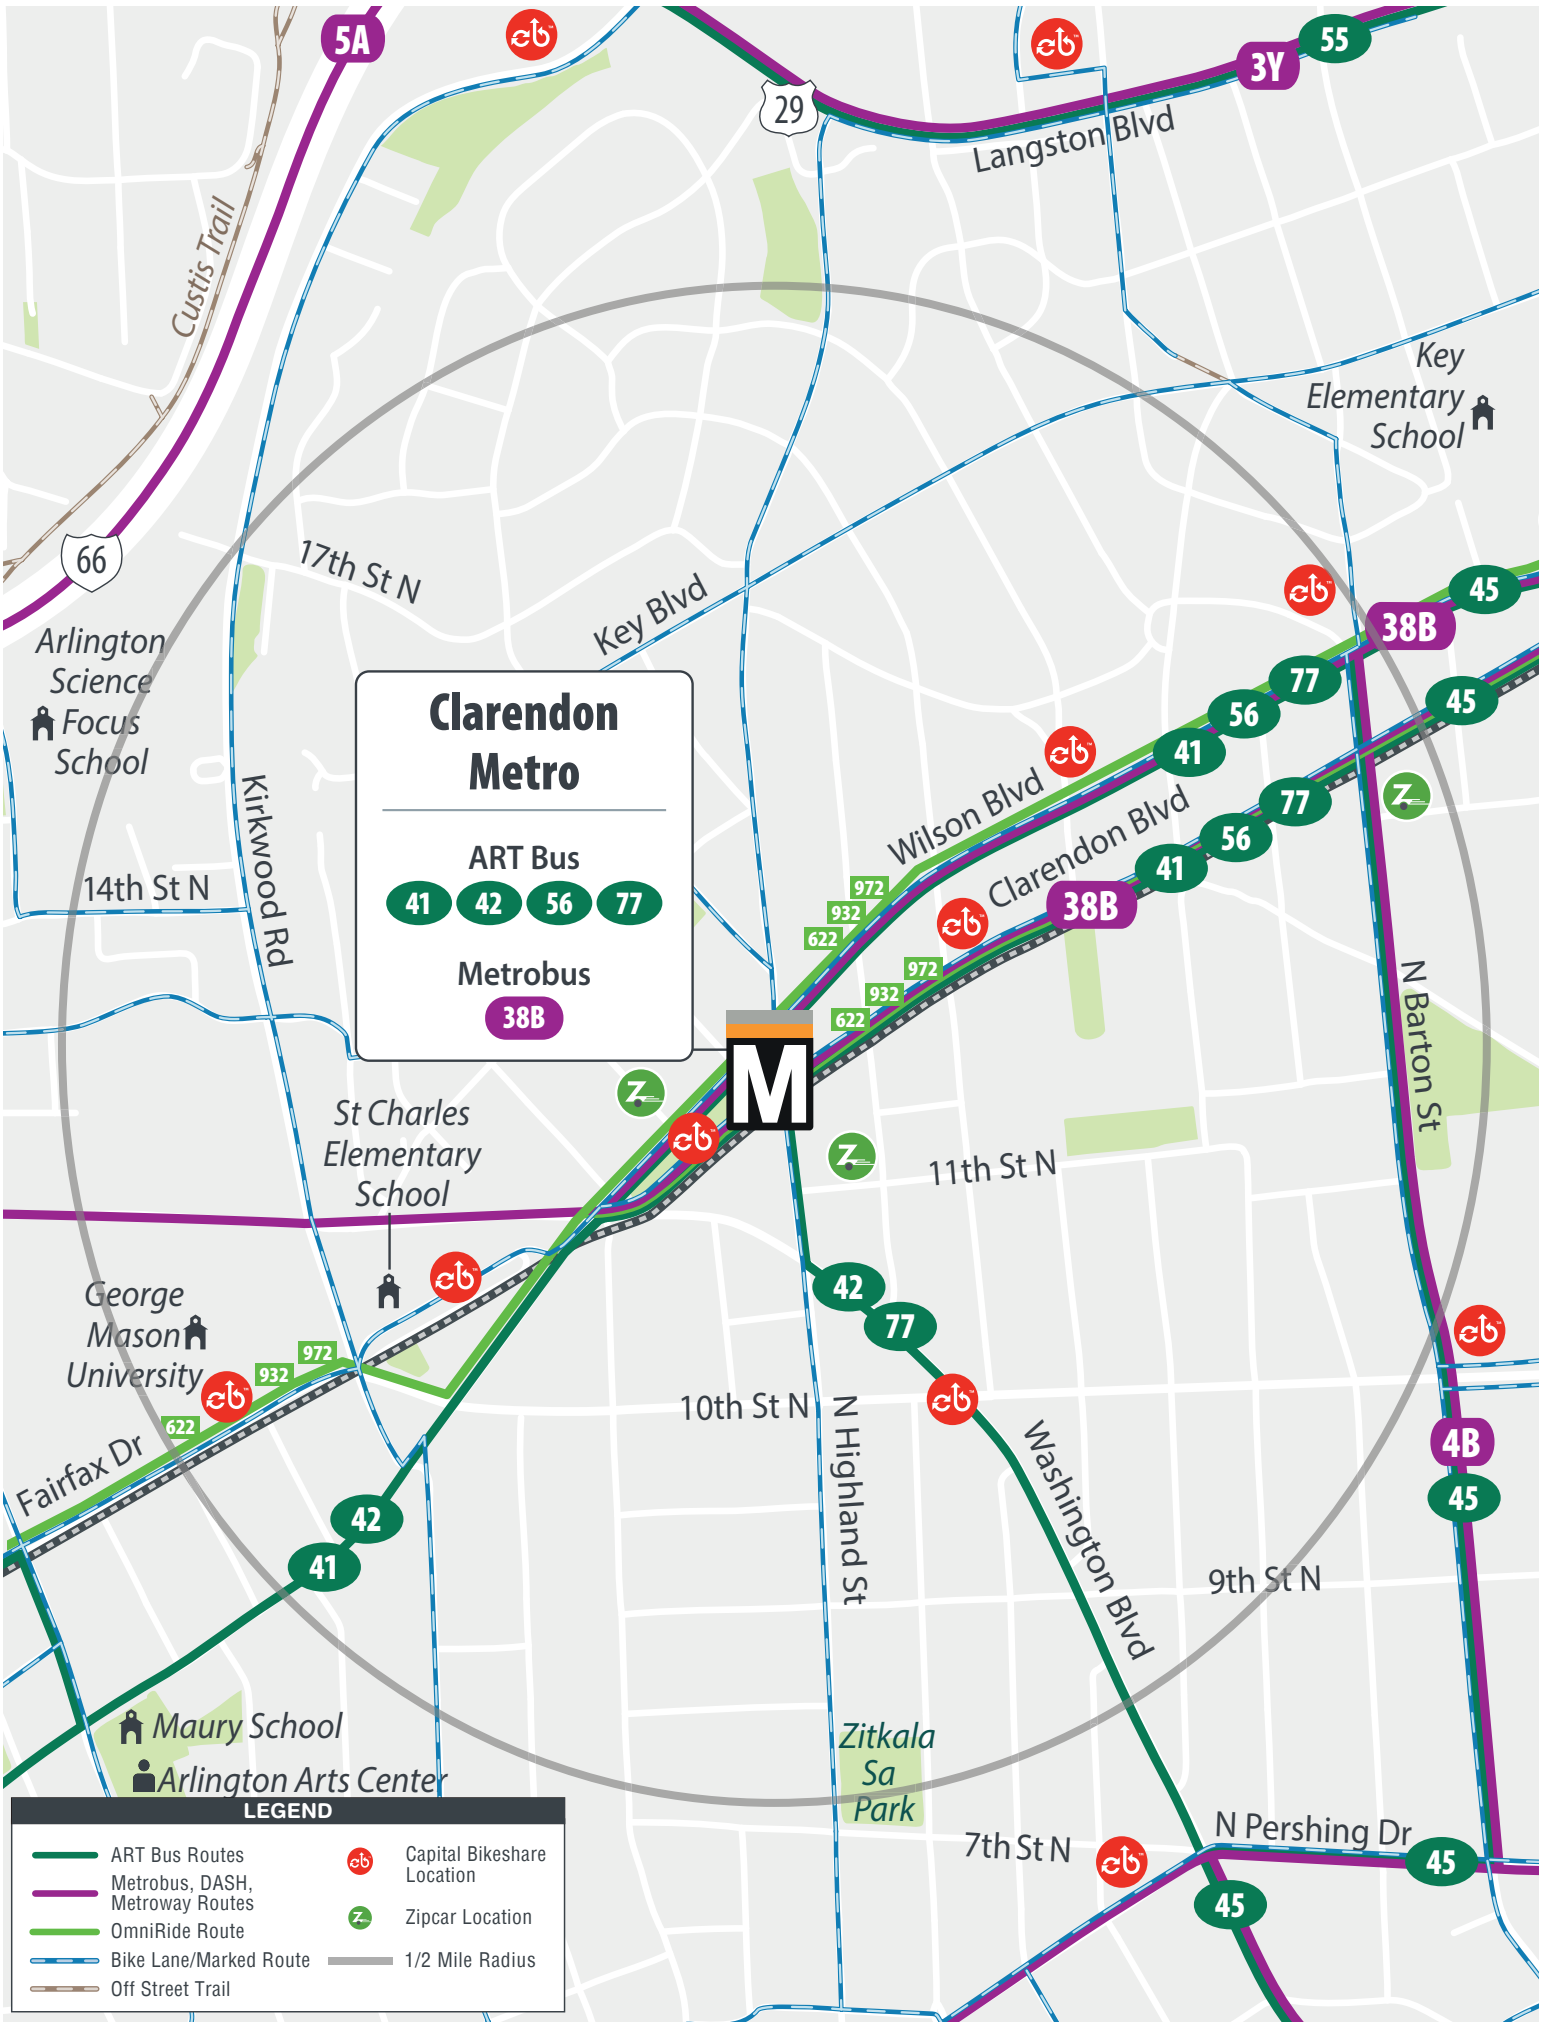 5A
3Y
55
29
Langston Blvd
Custis Trail
Key
Elementary
School
66
17th St N
Key Blvd
Arlington
Science
Focus
School
45
38B
77
56
41
45
77
56
41
38B
Wilson Blvd
Clarendon Blvd
Clarendon
Metro
ART Bus
41 42 56 77
Metrobus
38B
Kirkwood Rd
14th St N
972
932
622
972
932
622
M
N Barton St
St Charles
Elementary
School
11th St N
George
Mason
University
972
932
622
Fairfax Dr
42
77
10th St N
N Highland St
Washington Blvd
4B
45
42
41
9th St N
Maury School
Arlington Arts Center
Zitkala
Sa
Park
7th St N
N Pershing Dr
45
45
LEGEND
ART Bus Routes
Metrobus, DASH,
Metroway Routes
OmniRide Route
Bike Lane/Marked Route
Off Street Trail
Capital Bikeshare
Location
Zipcar Location
1/2 Mile Radius